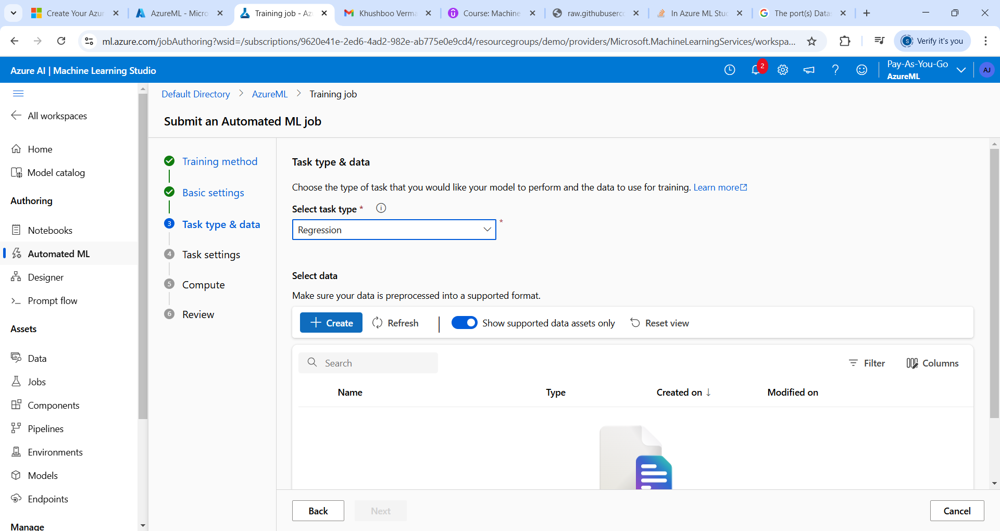 Create Your Azur
AzureML - Micro
Training job - Az
Khushboo Verma
Course: Machine
raw.githubuserco
In Azure ML Stud
The port(s) Datas
ml.azure.com/jobAuthoring?wsid=/subscriptions/9620e41e-2ed6-4ad2-982e-ab775e0e9cd4/resourcegroups/demo/providers/Microsoft.MachineLearningServices/workspa...
S
Verify it's you
Azure AI | Machine Learning Studio
2
Pay-As-You-Go
AzureML
AJ
All workspaces
Home
Model catalog
Authoring
Notebooks
Automated ML
Designer
Prompt flow
Assets
Data
Jobs
Components
Pipelines
Environments
Models
Endpoints
Manage
Default Directory > AzureML > Training job
Submit an Automated ML job
Training method
Basic settings
3 Task type & data
4 Task settings
5 Compute
6 Review
Task type & data
Choose the type of task that you would like your model to perform and the data to use for training. Learn more
Select task type *
Regression *
Select data
Make sure your data is preprocessed into a supported format.
+ Create Refresh | Show supported data assets only Reset view
Search Filter Columns
Name Type Created on ↓ Modified on
Back Next Cancel